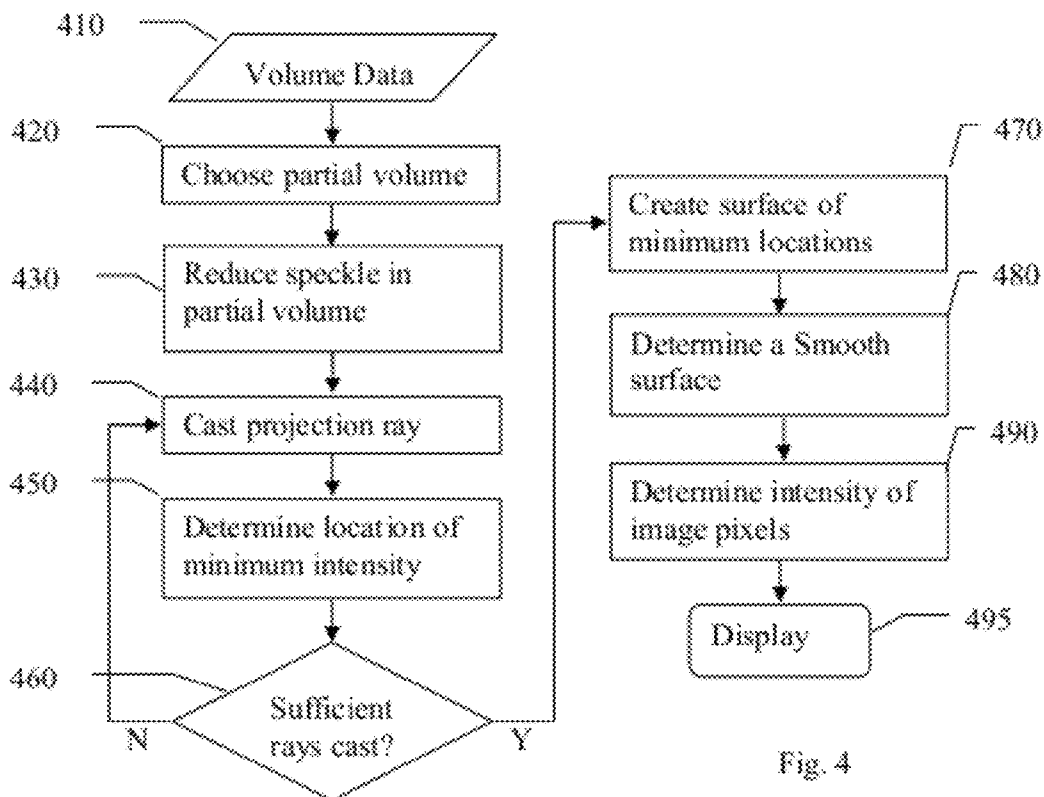 410
Volume Data
420
Choose partial volume
430
Reduce speckle in
partial volume
440
Cast projection ray
450
Determine location of
minimum intensity
460
Sufficient
rays cast?
N
Y
470
Create surface of
minimum locations
480
Determine a Smooth
surface
490
Determine intensity of
image pixels
Display
495
Fig. 4